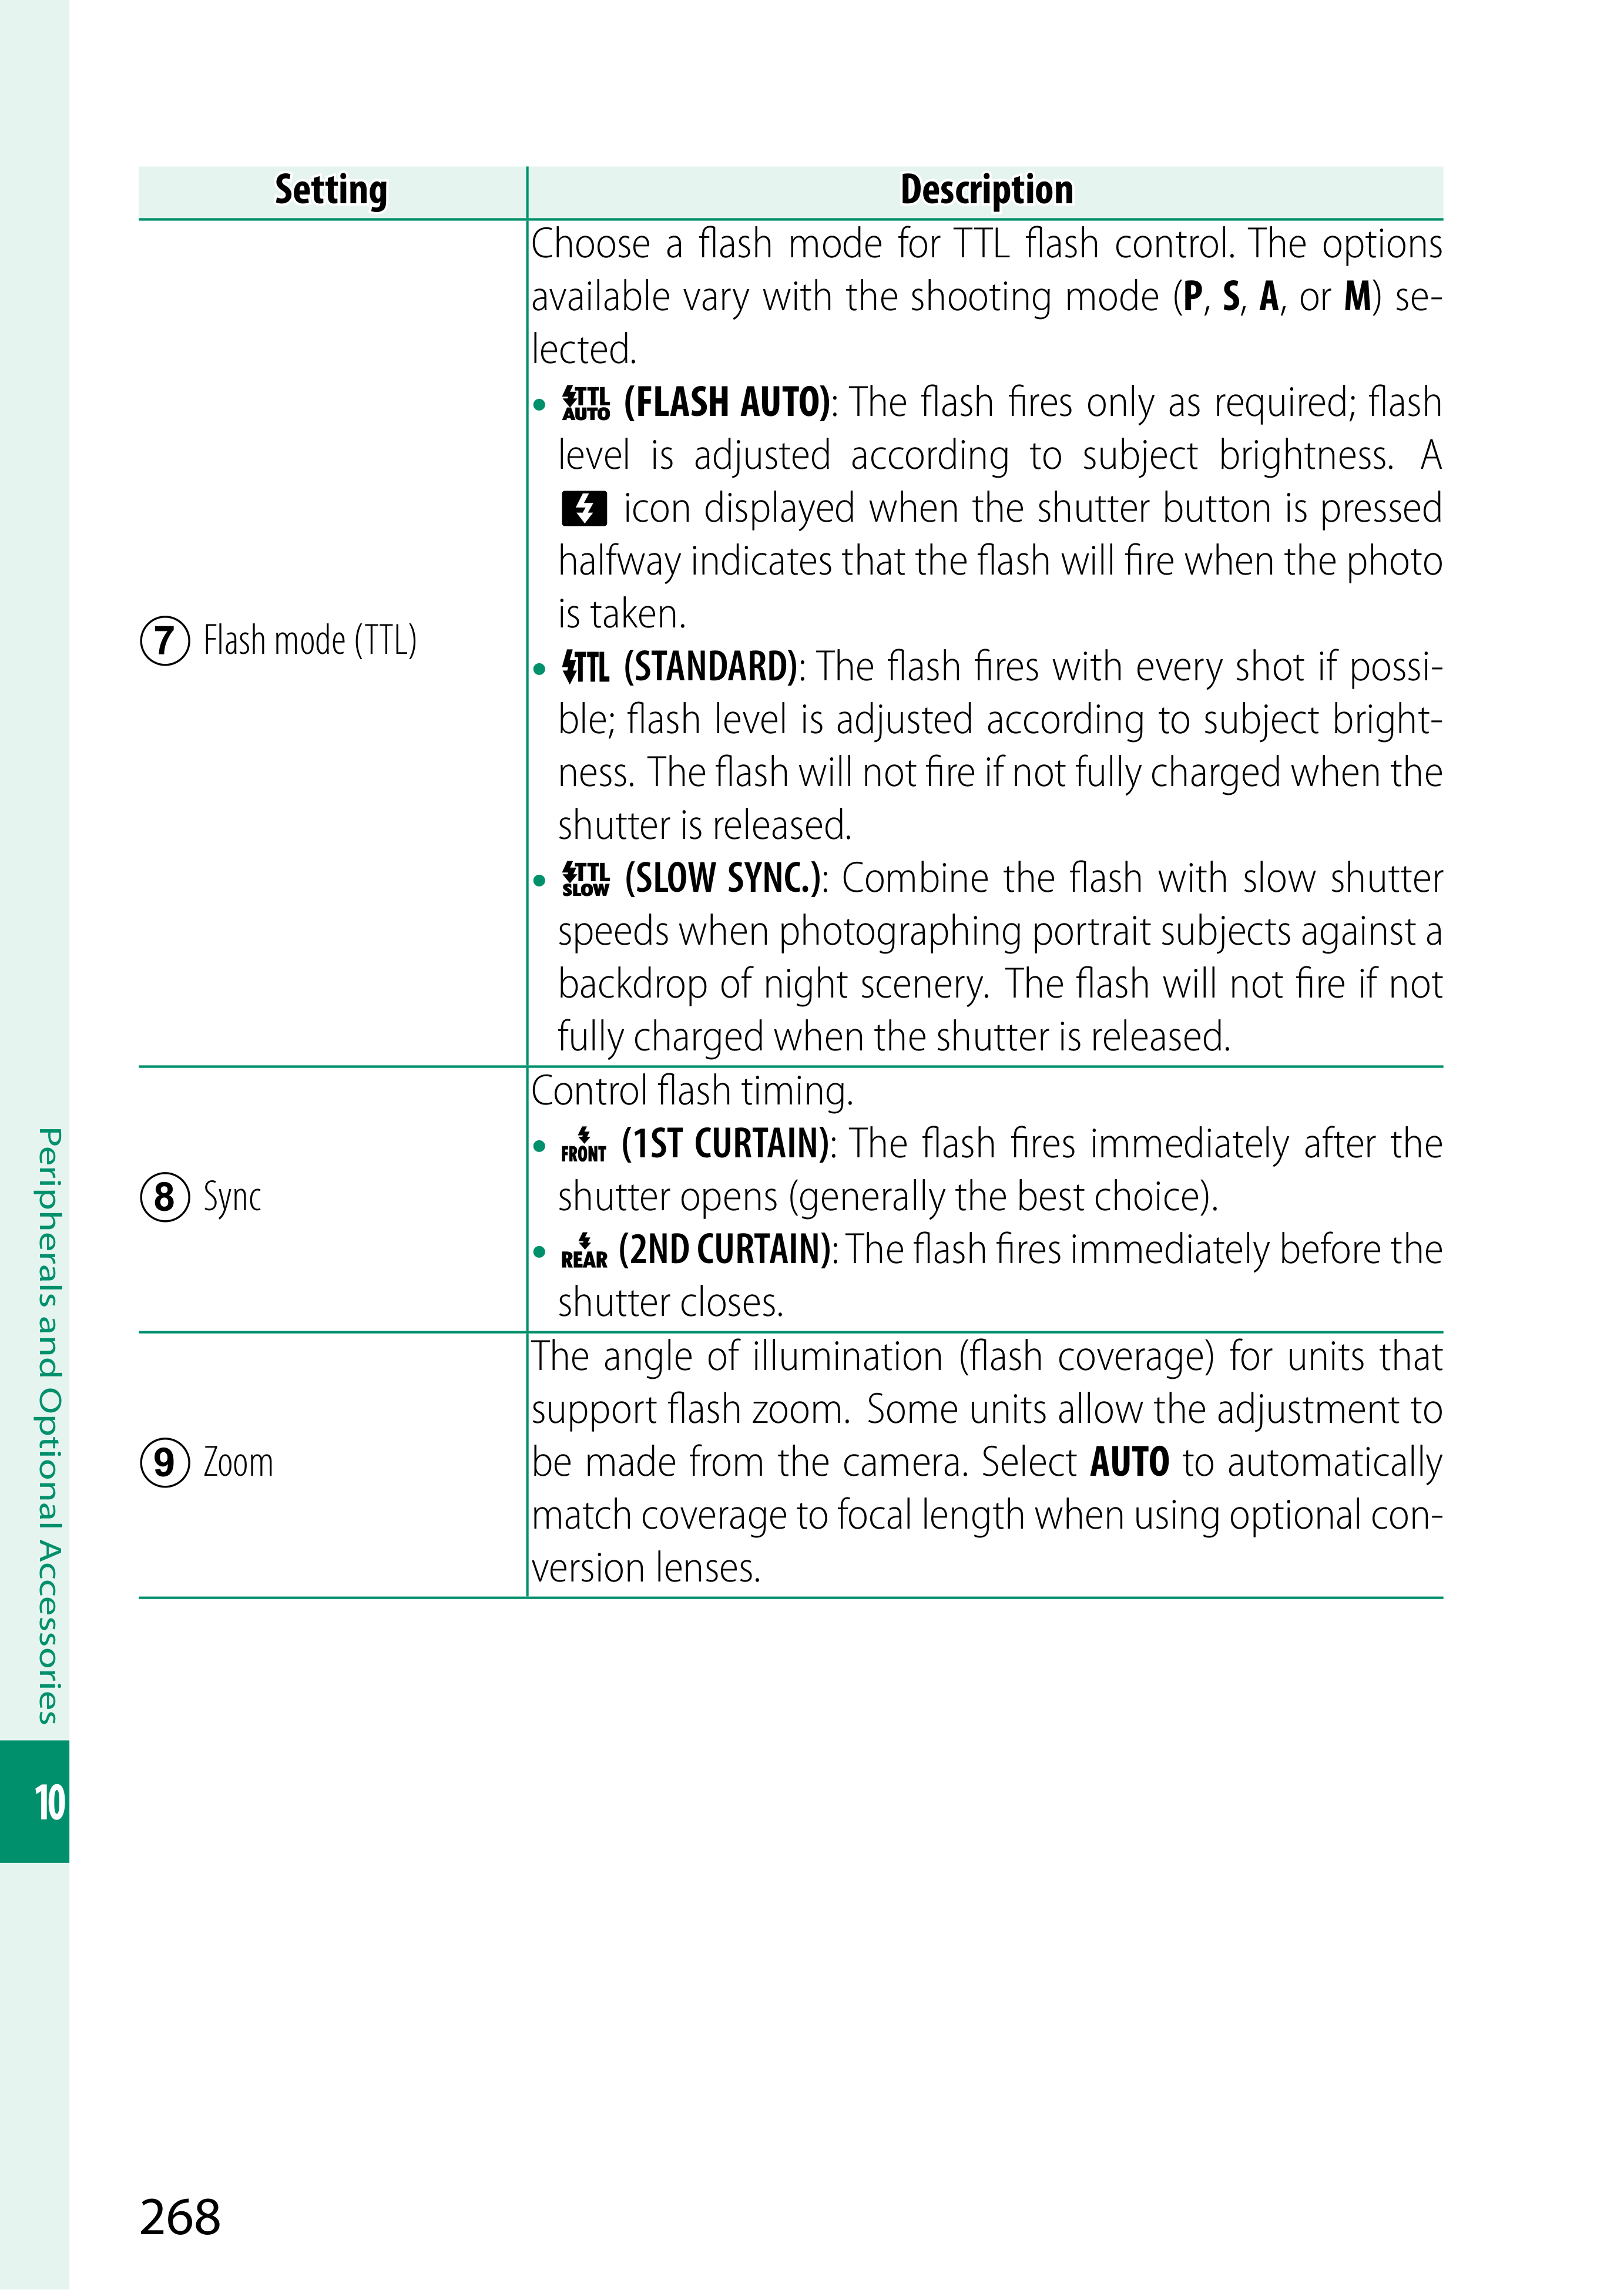 Setting Description
Choose a flash mode for TTL flash control. The options
available vary with the shooting mode (P, S, A, or M) se-
lected.
• TTL AUTO (FLASH AUTO): The flash fires only as required; flash
level is adjusted according to subject brightness. A
icon displayed when the shutter button is pressed
halfway indicates that the flash will fire when the photo
is taken.
⑦ Flash mode (TTL)
• TTL (STANDARD): The flash fires with every shot if possi-
ble; flash level is adjusted according to subject bright-
ness. The flash will not fire if not fully charged when the
shutter is released.
• TTL SLOW (SLOW SYNC.): Combine the flash with slow shutter
speeds when photographing portrait subjects against a
backdrop of night scenery. The flash will not fire if not
fully charged when the shutter is released.
⑧ Sync
Control flash timing.
• FRONT (1ST CURTAIN): The flash fires immediately after the
shutter opens (generally the best choice).
• REAR (2ND CURTAIN): The flash fires immediately before the
shutter closes.
⑨ Zoom
The angle of illumination (flash coverage) for units that
support flash zoom. Some units allow the adjustment to
be made from the camera. Select AUTO to automatically
match coverage to focal length when using optional con-
version lenses.
Peripherals and Optional Accessories
10
268